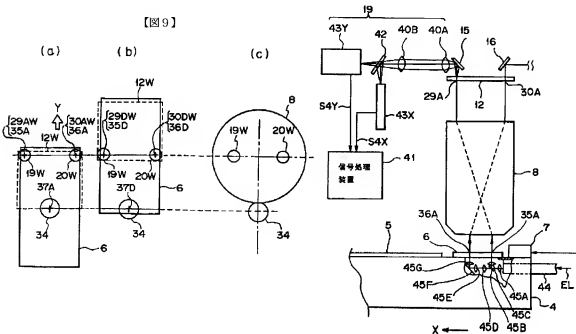 【図9】
(a)
(b)
(c)
12W
29AW
35A
Y
30AW
36A
12W
19W
20W
37A
34
6
29DW
35D
30DW
36D
19W
20W
37D
34
6
8
19W
20W
34
19
43Y
42
40B
40A
15
16
29A
12
30A
S4Y
S4X
43X
信号処理
装置
41
8
36A
35A
5
6
7
45G
45F
45E
45D
45B
45C
45A
44
EL
4
X